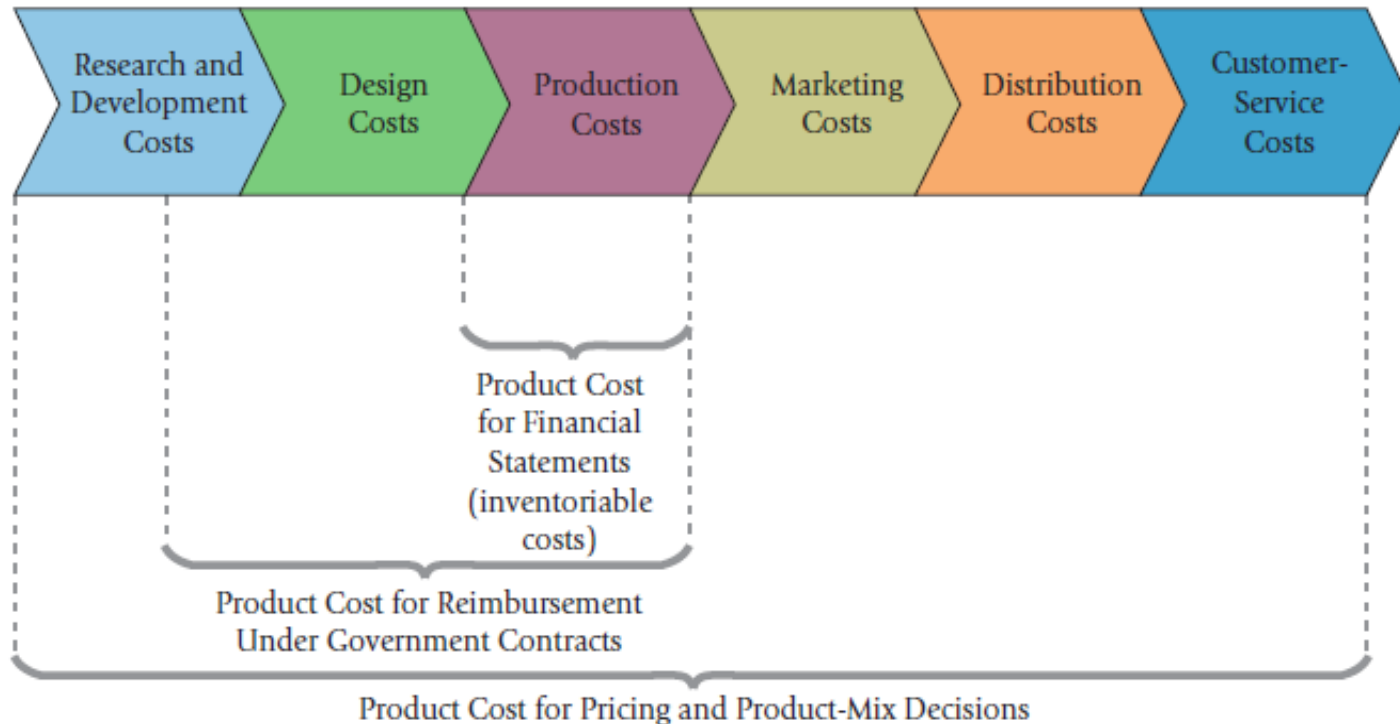 Research and
Development
Costs
Design
Costs
Production
Costs
Marketing
Costs
Distribution
Costs
Customer-
Service
Costs
Product Cost
for Financial
Statements
(inventoriable
costs)
Product Cost for Reimbursement
Under Government Contracts
Product Cost for Pricing and Product-Mix Decisions